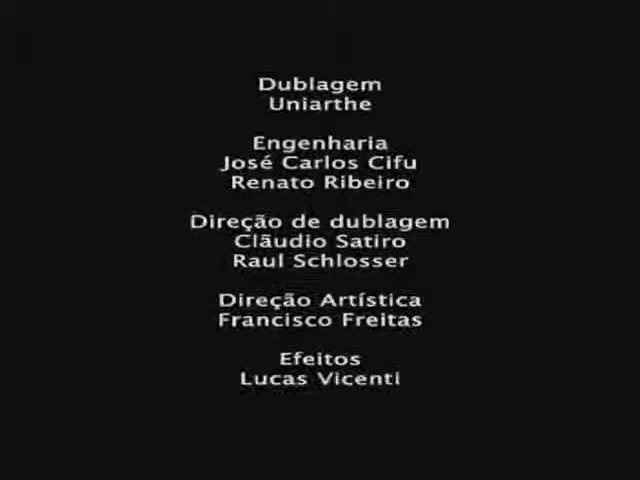 Dublagem
Uniarthe
Engenharia
José Carlos Cifu
Renato Ribeiro
Direção de dublagem
Clãudio Satiro
Raul Schlosser
Direção Artística
Francisco Freitas
Efeitos
Lucas Vicenti